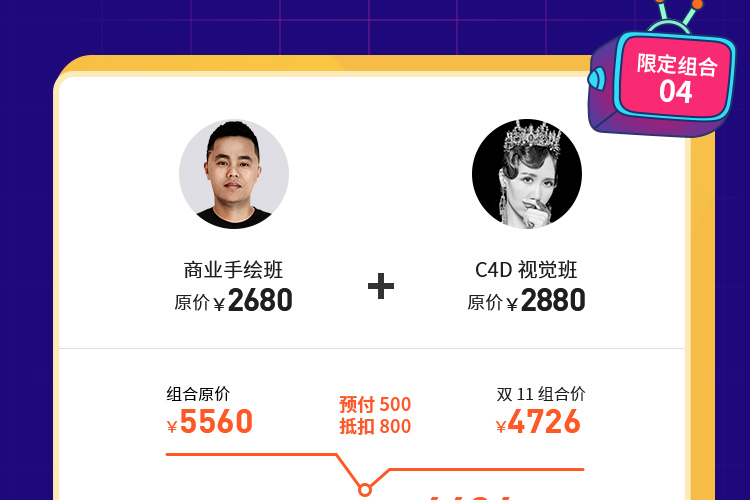 限定组合
04
商业手绘班
原价¥2680
+
C4D 视觉班
原价¥2880
组合原价
¥5560
预付 500
抵扣 800
双 11 组合价
¥4726